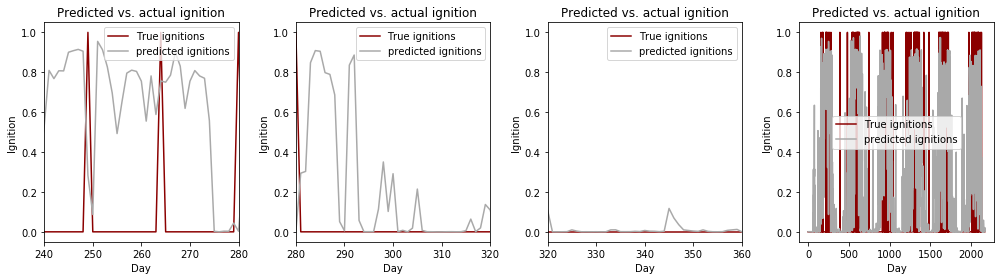 Predicted vs. actual ignition
Predicted vs. actual ignition
Predicted vs. actual ignition
Predicted vs. actual ignition
True ignitions
predicted ignitions
True ignitions
predicted ignitions
True ignitions
predicted ignitions
True ignitions
predicted ignitions
Ignition
1.0
0.8
0.6
0.4
0.2
0.0
240
250
260
270
280
Day
Ignition
1.0
0.8
0.6
0.4
0.2
0.0
280
290
300
310
320
Day
Ignition
1.0
0.8
0.6
0.4
0.2
0.0
320
330
340
350
360
Day
Ignition
1.0
0.8
0.6
0.4
0.2
0.0
0
500
1000
1500
2000
Day